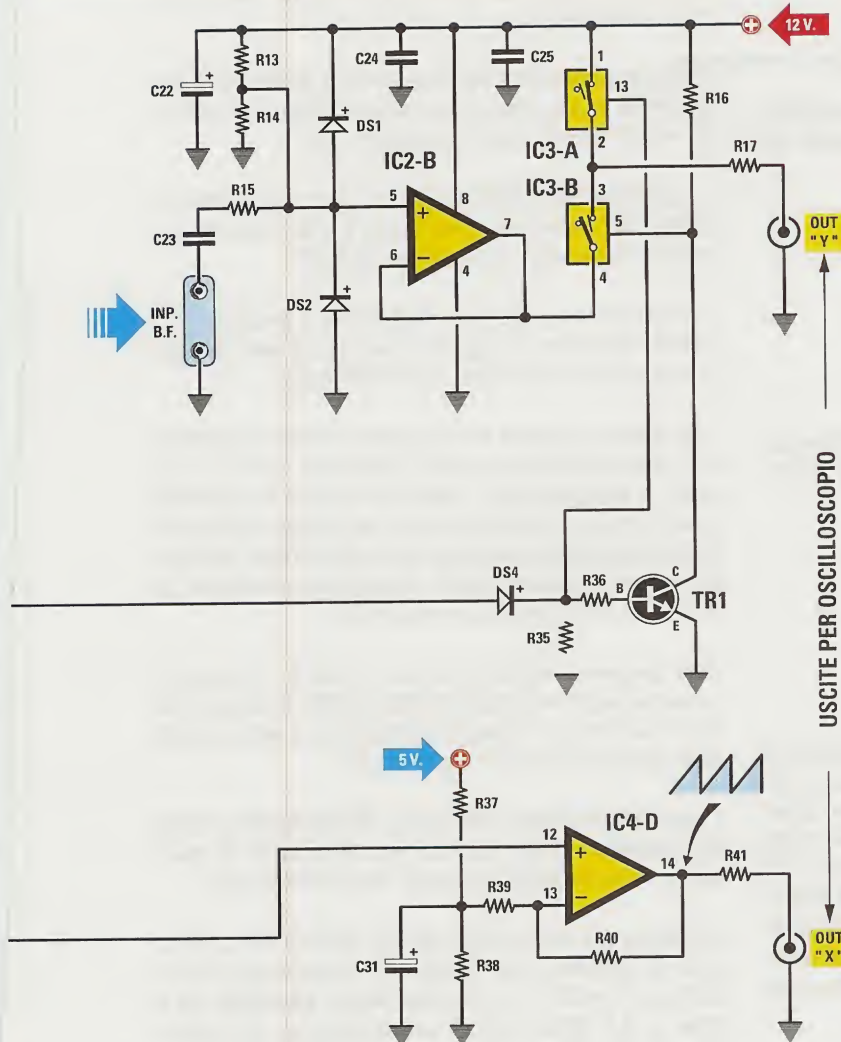 12 V.
R13
C22
R14
C24
C25
1
13
R16
DS1
IC3-A
2
R17
IC2-B
IC3-B
3
R15
5
8
5
OUT
"Y"
C23
7
6
4
4
INP.
B.F.
DS2
USCITE PER OSCILLOSCOPIO
DS4
R36
B
C
TR1
E
R35
5 V.
R37
IC4-D
12
14
R41
R39
13
R40
C31
R38
OUT
"X"
+
+
+
+
−
+
+
−
+